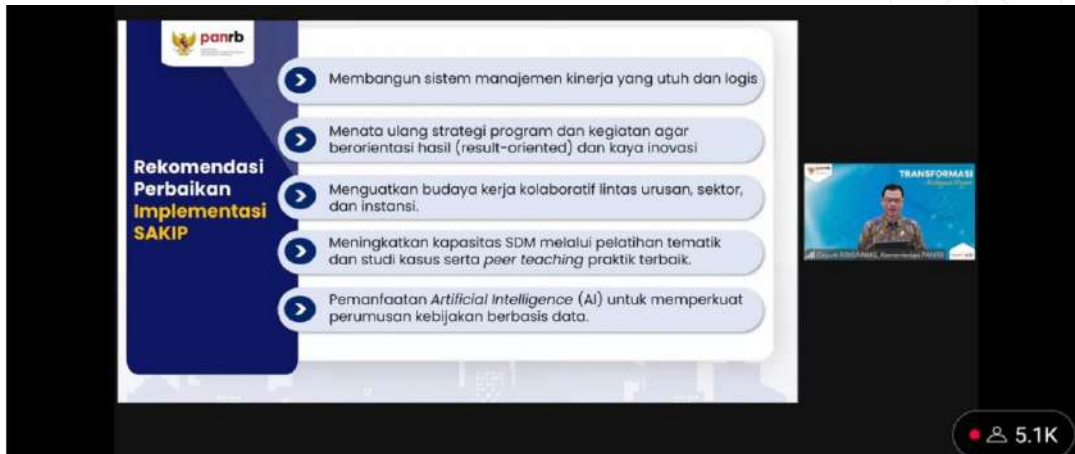 panrb
Rekomendasi
Perbaikan
Implementasi
SAKIP
Membangun sistem manajemen kinerja yang utuh dan logis
Menata ulang strategi program dan kegiatan agar
berorientasi hasil (result-oriented) dan kaya inovasi
Menguatkan budaya kerja kolaboratif lintas urusan, sektor,
dan instansi.
Meningkatkan kapasitas SDM melalui pelatihan tematik
dan studi kasus serta peer teaching praktik terbaik.
Pemanfaatan Artificial Intelligence (AI) untuk memperkuat
perumusan kebijakan berbasis data.
TRANSFORMASI
5.1K